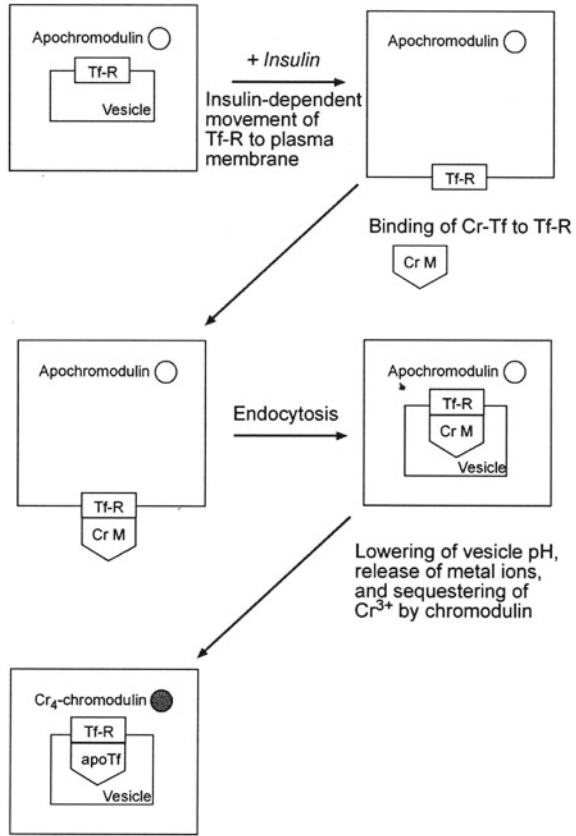 Apochromodulin
Tf-R
Vesicle
+ Insulin
Insulin-dependent
movement of
Tf-R to plasma
membrane
Apochromodulin
Tf-R
Binding of Cr-Tf to Tf-R
Cr M
Apochromodulin
Tf-R
Cr M
Endocytosis
Apochromodulin
Tf-R
Cr M
Vesicle
Lowering of vesicle pH,
release of metal ions,
and sequestering of
Cr³⁺ by chromodulin
Cr₄-chromodulin
Tf-R
apoTf
Vesicle